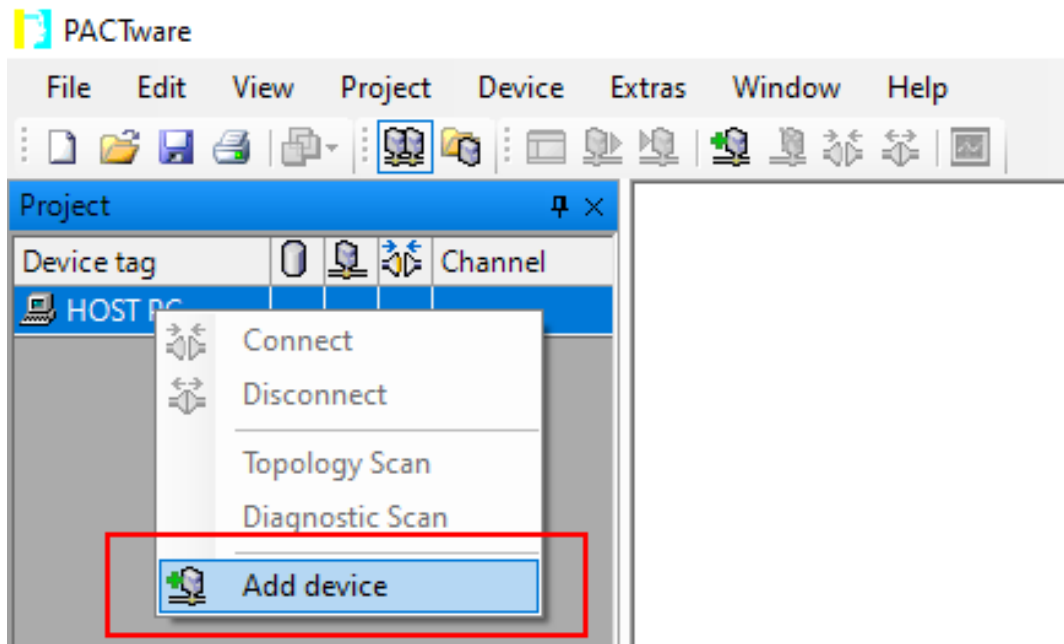 PACTware
File Edit View Project Device Extras Window Help
Project
Device tag Channel
HOST PC
Connect
Disconnect
Topology Scan
Diagnostic Scan
Add device